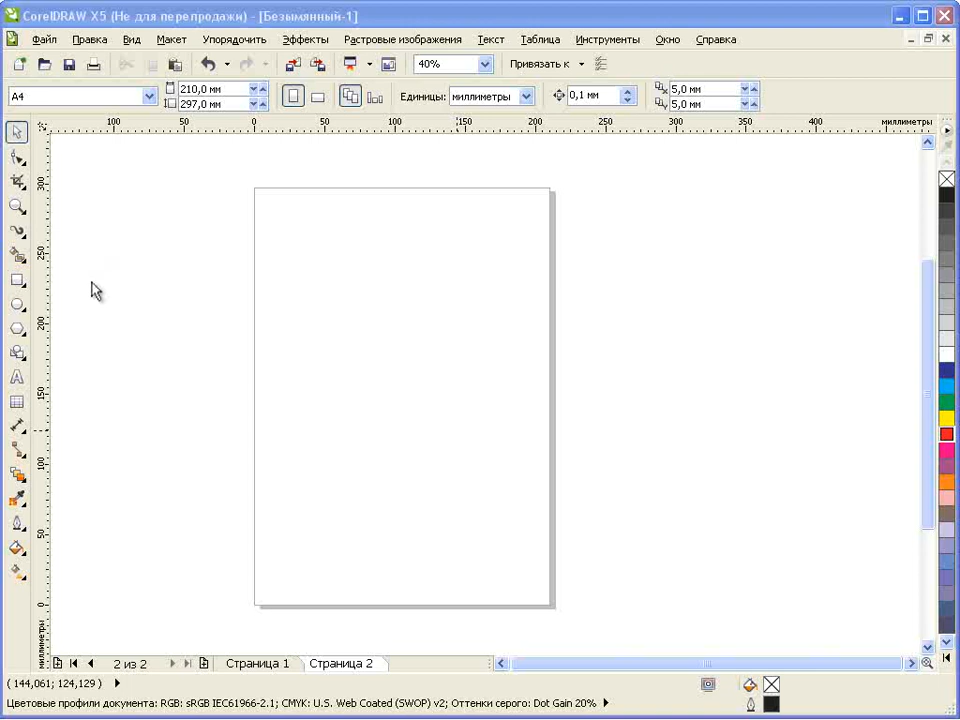 CorelDRAW X5 (Не для перепродажи) - [Безымянный-1]
Файл Правка Вид Макет Упорядочить Эффекты Растровые изображения Текст Таблица Инструменты Окно Справка
40% Привязать к
A4 210,0 мм 297,0 мм Единицы: миллиметры 0,1 мм 5,0 мм 5,0 мм
100 50 0 50 100 150 200 250 300 350 400 миллиметры
300
250
200
150
100
50
0
миллиметры
2 из 2 Страница 1 Страница 2
( 144,061; 124,129 )
Цветовые профили документа: RGB: sRGB IEC61966-2.1; CMYK: U.S. Web Coated (SWOP) v2; Оттенки серого: Dot Gain 20%